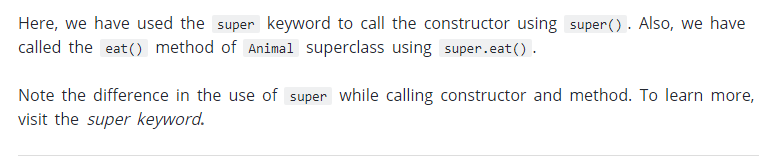 Here, we have used the super keyword to call the constructor using super(). Also, we have
called the eat() method of Animal superclass using super.eat().
Note the difference in the use of super while calling constructor and method. To learn more,
visit the super keyword.